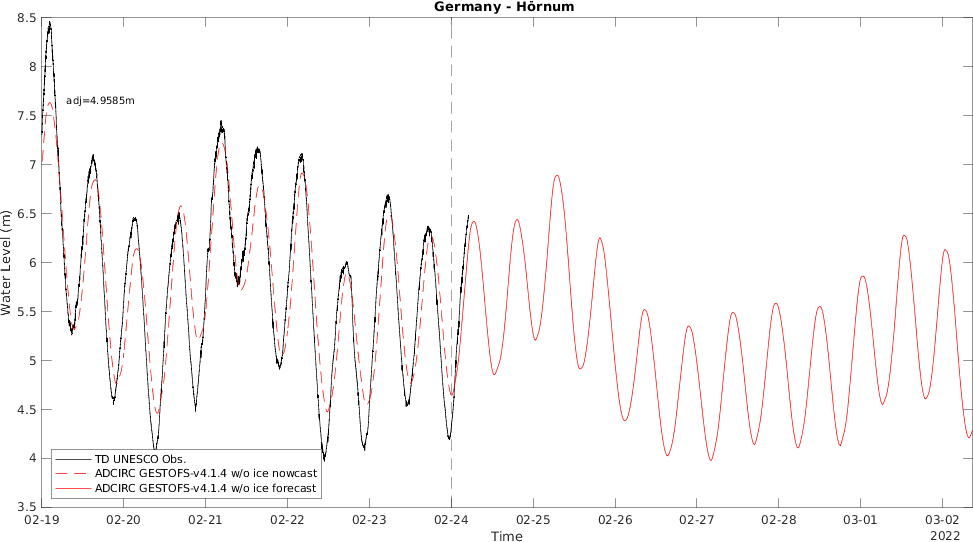 Germany - Hörnum
8.5
8
7.5
7
6.5
6
5.5
5
4.5
4
3.5
Water Level (m)
adj=4.9585m
TD UNESCO Obs.
ADCIRC GESTOFS-v4.1.4 w/o ice nowcast
ADCIRC GESTOFS-v4.1.4 w/o ice forecast
02-19 02-20 02-21 02-22 02-23 02-24 02-25 02-26 02-27 02-28 03-01 03-02
Time
2022